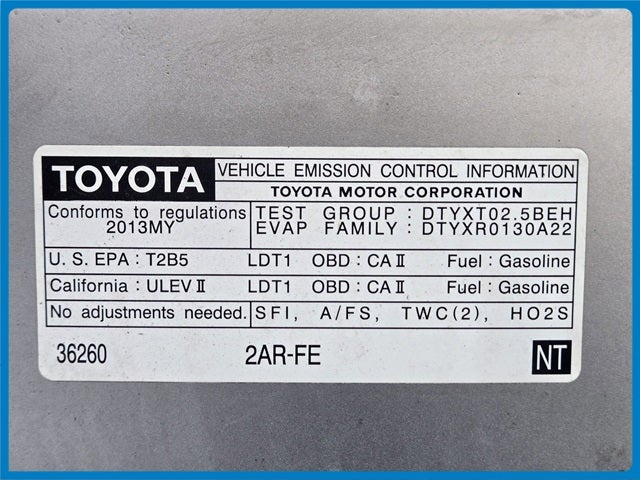 TOYOTA
VEHICLE EMISSION CONTROL INFORMATION
TOYOTA MOTOR CORPORATION
Conforms to regulations
2013MY
TEST GROUP : DTYXT02.5BEH
EVAP FAMILY : DTYXR0130A22
U. S. EPA : T2B5 LDT1 OBD : CA II Fuel : Gasoline
California : ULEV II LDT1 OBD : CA II Fuel : Gasoline
No adjustments needed. SFI, A/FS, TWC(2), HO2S
36260 2AR-FE NT